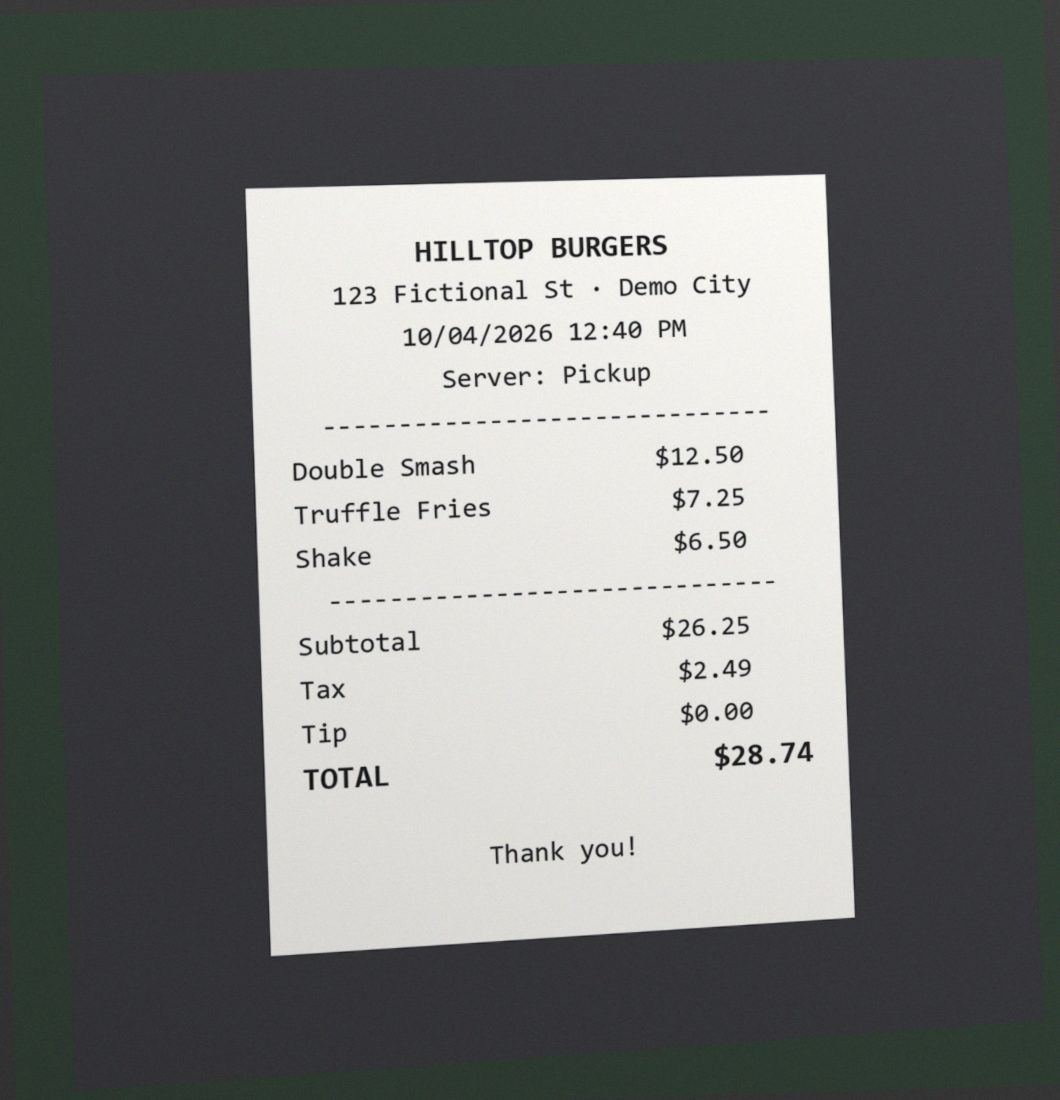 HILLTOP BURGERS
123 Fictional St · Demo City
10/04/2026 12:40 PM
Server: Pickup
------------------------------
Double Smash $12.50
Truffle Fries $7.25
Shake $6.50
------------------------------
Subtotal $26.25
Tax $2.49
Tip $0.00
TOTAL $28.74
Thank you!